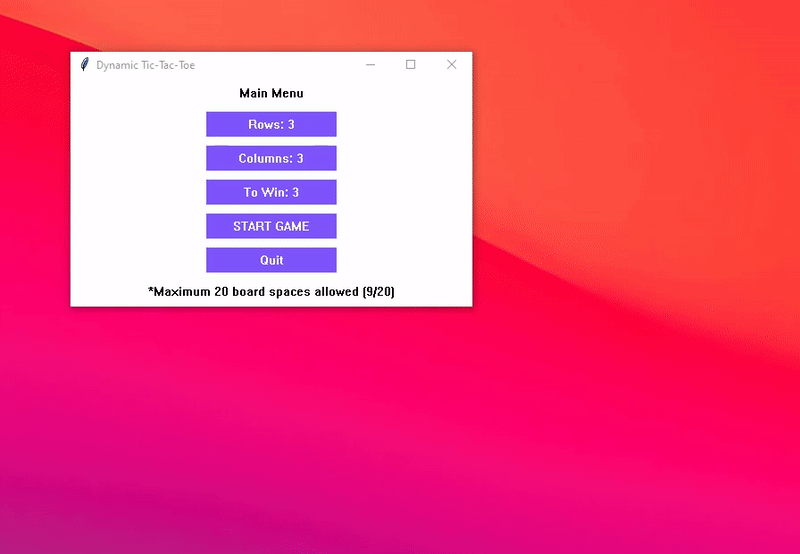 Dynamic Tic-Tac-Toe
Main Menu
Rows: 3
Columns: 3
To Win: 3
START GAME
Quit
*Maximum 20 board spaces allowed (9/20)